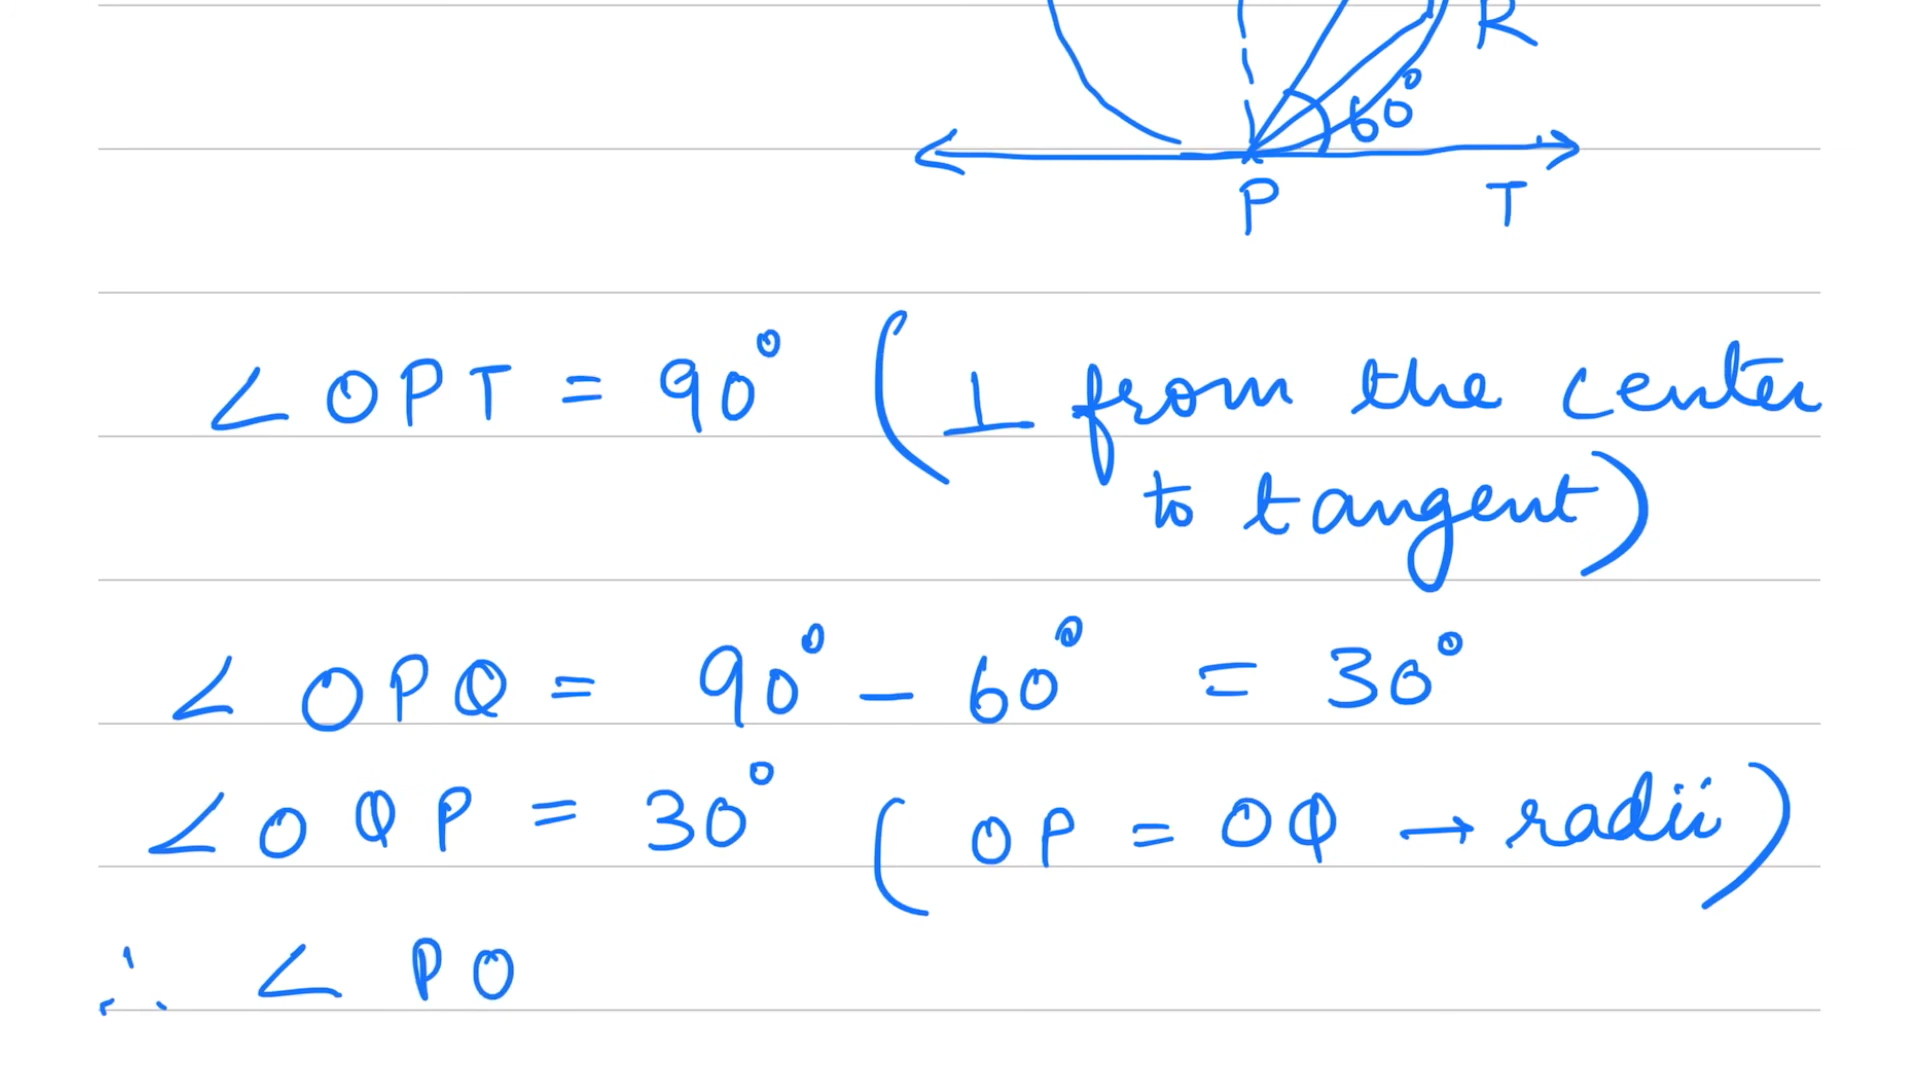 R
60°
P T
∠OPT = 90° (⊥ from the center
to tangent)
∠OPQ = 90° - 60° = 30°
∠OQP = 30° (OP = OQ → radii)
∴ ∠PO